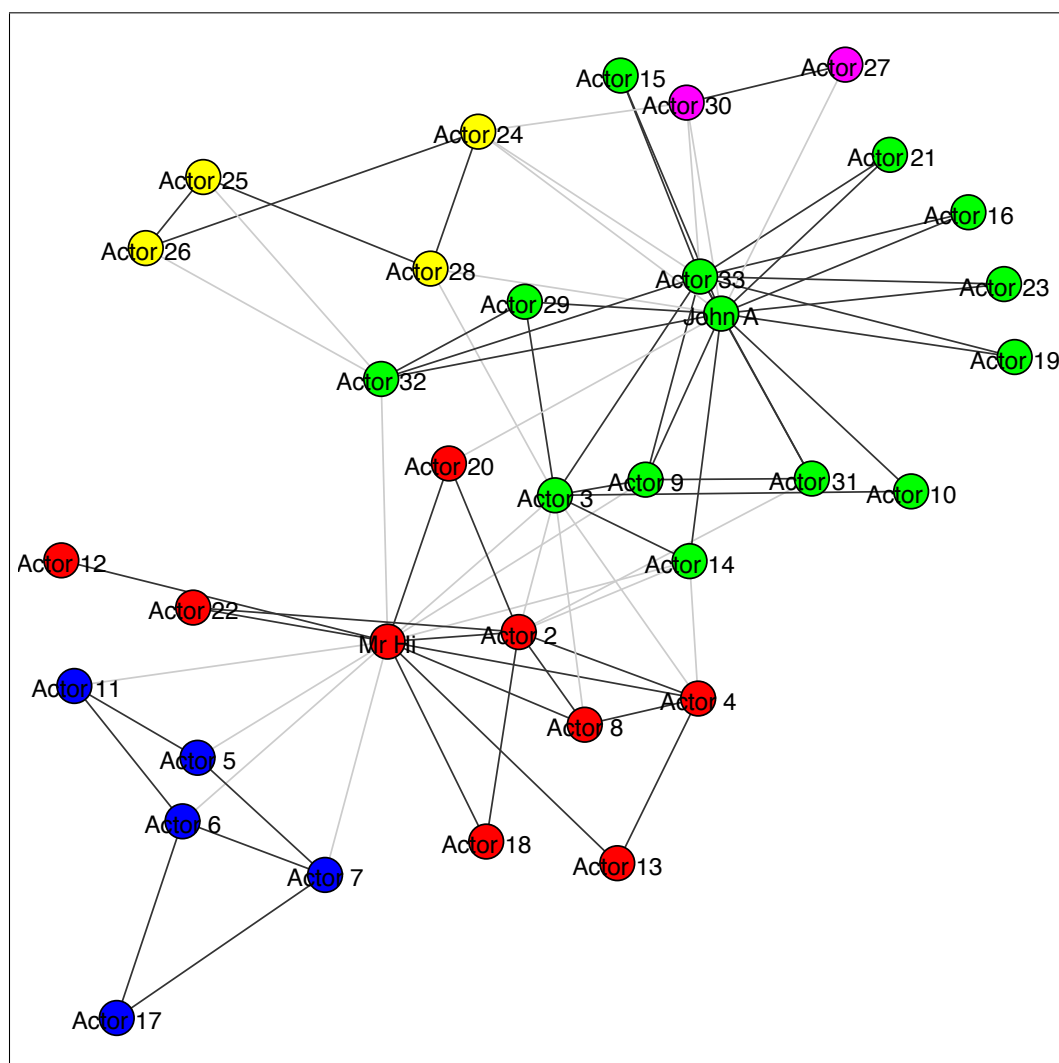 Actor 27
Actor 15
Actor 30
Actor 24
Actor 21
Actor 25
Actor 16
Actor 26
Actor 28
Actor 33
Actor 23
Actor 29
John A
Actor 19
Actor 32
Actor 20
Actor 9
Actor 31
Actor 3
Actor 10
Actor 12
Actor 14
Actor 22
Actor 2
Mr Hi
Actor 11
Actor 4
Actor 8
Actor 5
Actor 6
Actor 18
Actor 13
Actor 7
Actor 17